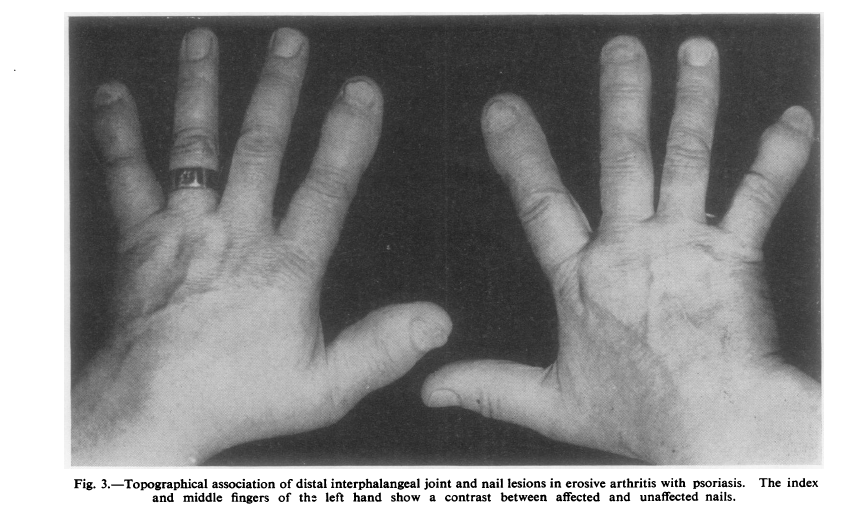 Fig. 3.—Topographical association of distal interphalangeal joint and nail lesions in erosive arthritis with psoriasis. The index
and middle fingers of the left hand show a contrast between affected and unaffected nails.